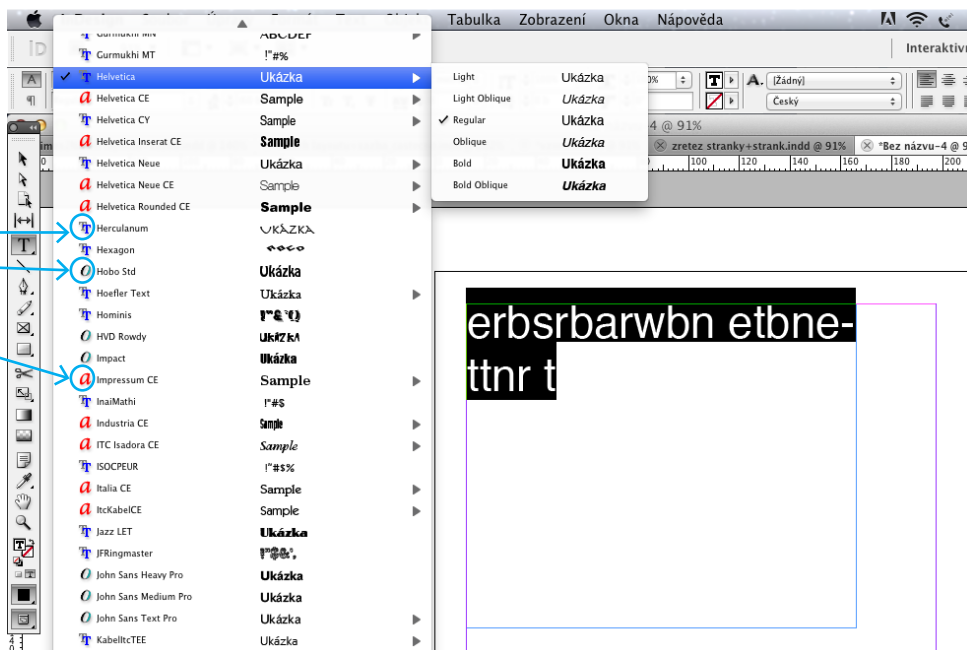 Tabulka Zobrazení Okna Nápověda
iD
Interaktivn
Gurmukhi MN ABCDEF
Gurmukhi MT !"#%
✓ Helvetica Ukázka
Helvetica CE Sample
Helvetica CY Sample
Helvetica Inserat CE Sample
Helvetica Neue Ukázka
Helvetica Neue CE Sample
Helvetica Rounded CE Sample
Herculanum UKÁZKA
Hexagon
Hobo Std Ukázka
Hoefler Text Ukázka
Hominis
HVD Rowdy Ukázka
Impact Ukázka
Impressum CE Sample
InaiMathi !"#$
Industria CE Sample
ITC Isadora CE Sample
ISOCPEUR !"#$%
Italia CE Sample
ItcKabelCE Sample
Jazz LET Ukázka
JFRingmaster
John Sans Heavy Pro Ukázka
John Sans Medium Pro Ukázka
John Sans Text Pro Ukázka
KabelItcTEE Ukázka
Light Ukázka
Light Oblique Ukázka
✓ Regular Ukázka
Oblique Ukázka
Bold Ukázka
Bold Oblique Ukázka
[Žádný]
Český
4 @ 91%
zretez stranky+strank.indd @ 91% *Bez názvu-4 @ 9
100 120 140 160 180 200
erbsrbarwbn etbne-
ttnr t